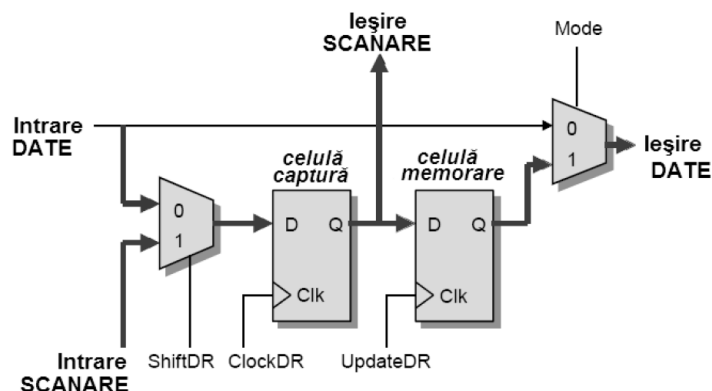 Ieşire
SCANARE
Mode
Intrare
DATE
0
1
Ieşire
DATE
celulă
captură
celulă
memorare
0
1
D
Q
D
Q
Clk
Clk
Intrare
SCANARE
ShiftDR
ClockDR
UpdateDR